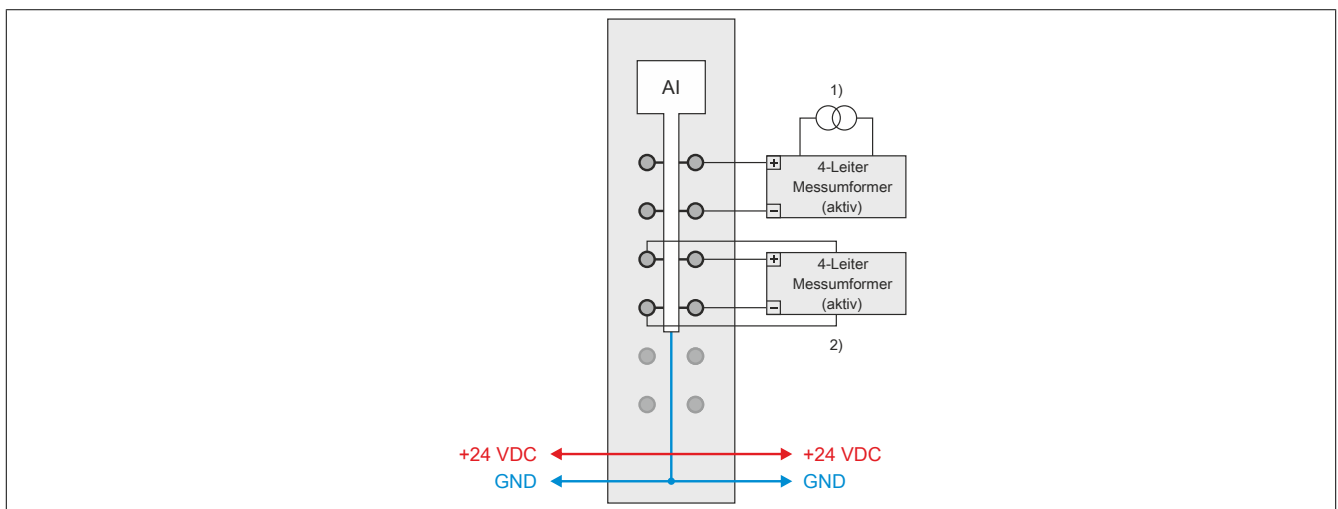 AI
1)
+
4-Leiter
Messumformer
(aktiv)
−
+
4-Leiter
Messumformer
(aktiv)
−
2)
+24 VDC +24 VDC
GND GND